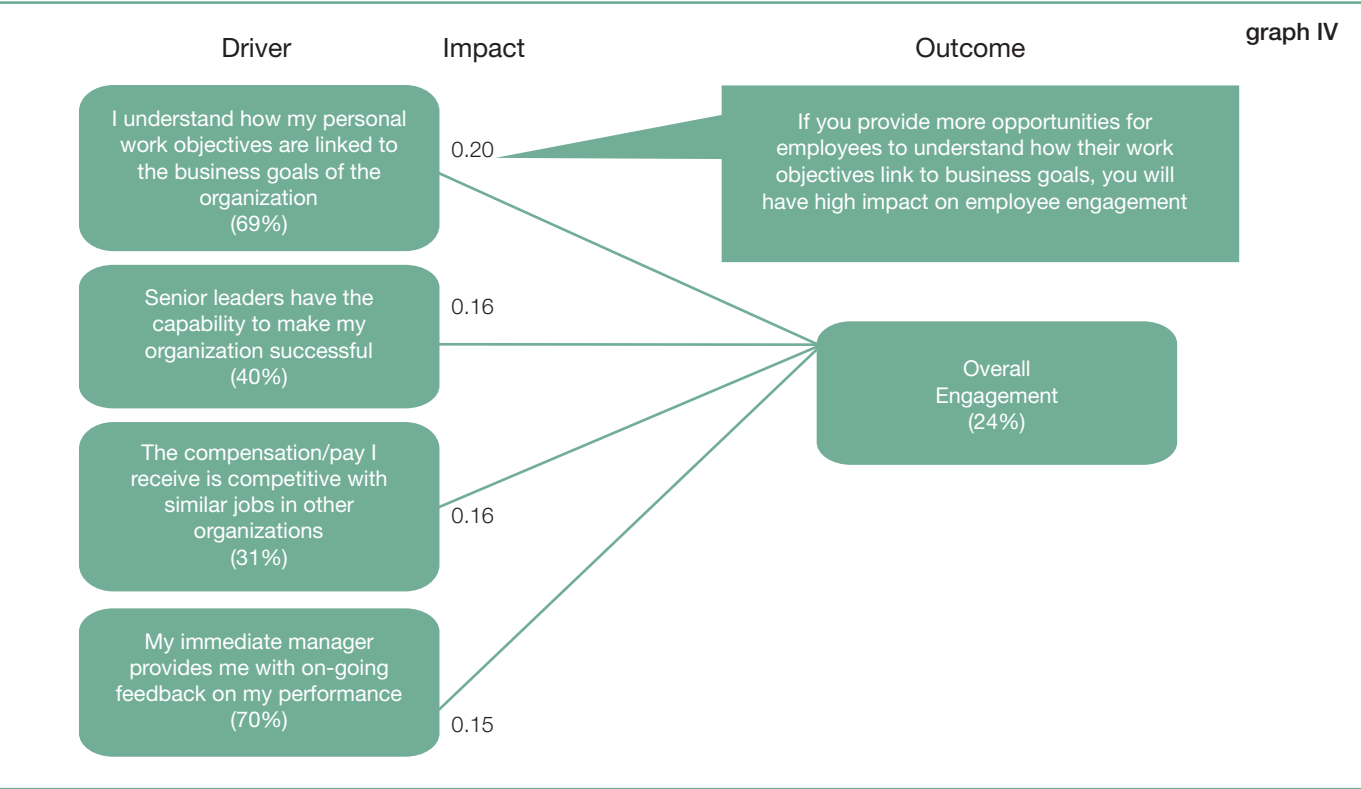 graph IV
Driver
Impact
Outcome
I understand how my personal
work objectives are linked to
the business goals of the
organization
(69%)
0.20
If you provide more opportunities for
employees to understand how their work
objectives link to business goals, you will
have high impact on employee engagement
Senior leaders have the
capability to make my
organization successful
(40%)
0.16
Overall
Engagement
(24%)
The compensation/pay I
receive is competitive with
similar jobs in other
organizations
(31%)
0.16
My immediate manager
provides me with on-going
feedback on my performance
(70%)
0.15